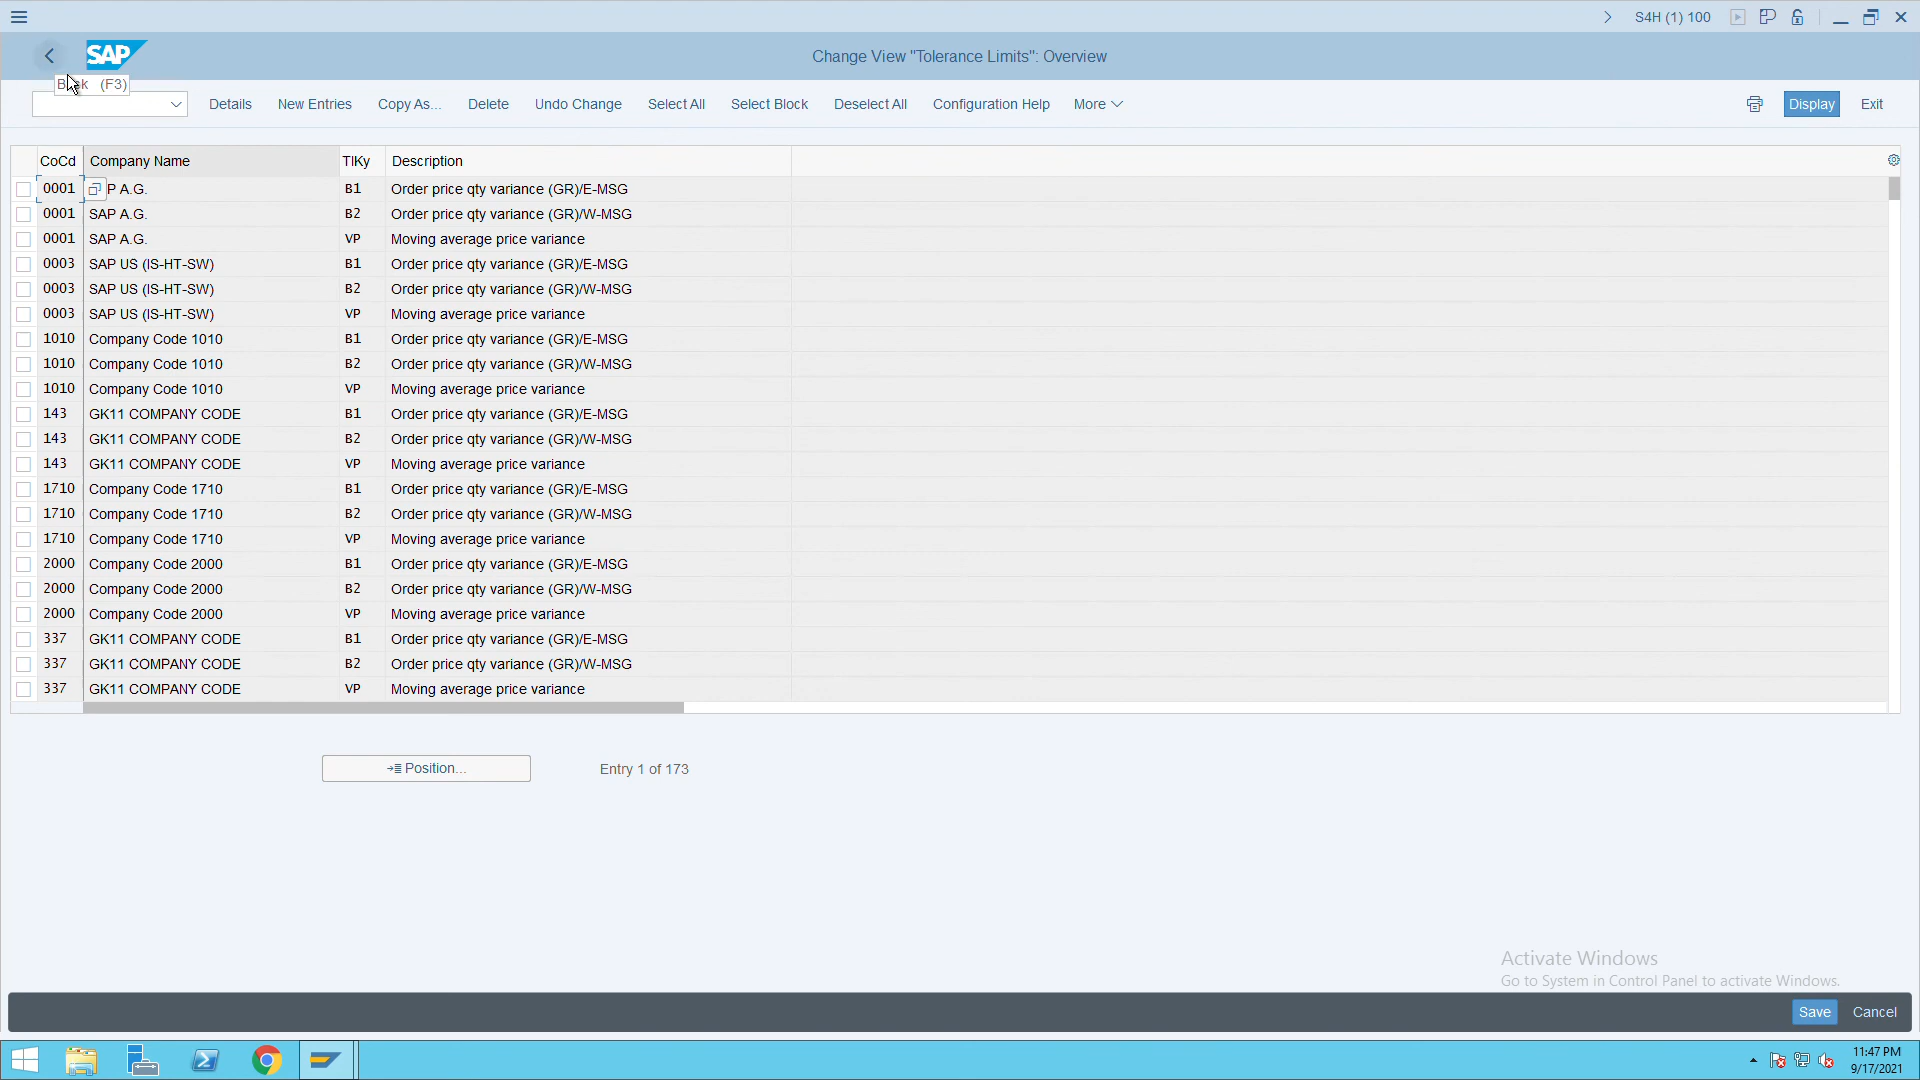 S4H (1) 100
SAP
Change View "Tolerance Limits": Overview
(F3)
Details New Entries Copy As... Delete Undo Change Select All Select Block Deselect All Configuration Help More Display Exit
CoCd Company Name TlKy Description
0001 P A.G. B1 Order price qty variance (GR)/E-MSG
0001 SAP A.G. B2 Order price qty variance (GR)/W-MSG
0001 SAP A.G. VP Moving average price variance
0003 SAP US (IS-HT-SW) B1 Order price qty variance (GR)/E-MSG
0003 SAP US (IS-HT-SW) B2 Order price qty variance (GR)/W-MSG
0003 SAP US (IS-HT-SW) VP Moving average price variance
1010 Company Code 1010 B1 Order price qty variance (GR)/E-MSG
1010 Company Code 1010 B2 Order price qty variance (GR)/W-MSG
1010 Company Code 1010 VP Moving average price variance
143 GK11 COMPANY CODE B1 Order price qty variance (GR)/E-MSG
143 GK11 COMPANY CODE B2 Order price qty variance (GR)/W-MSG
143 GK11 COMPANY CODE VP Moving average price variance
1710 Company Code 1710 B1 Order price qty variance (GR)/E-MSG
1710 Company Code 1710 B2 Order price qty variance (GR)/W-MSG
1710 Company Code 1710 VP Moving average price variance
2000 Company Code 2000 B1 Order price qty variance (GR)/E-MSG
2000 Company Code 2000 B2 Order price qty variance (GR)/W-MSG
2000 Company Code 2000 VP Moving average price variance
337 GK11 COMPANY CODE B1 Order price qty variance (GR)/E-MSG
337 GK11 COMPANY CODE B2 Order price qty variance (GR)/W-MSG
337 GK11 COMPANY CODE VP Moving average price variance
Position... Entry 1 of 173
Activate Windows
Go to System in Control Panel to activate Windows.
Save Cancel
11:47 PM
9/17/2021